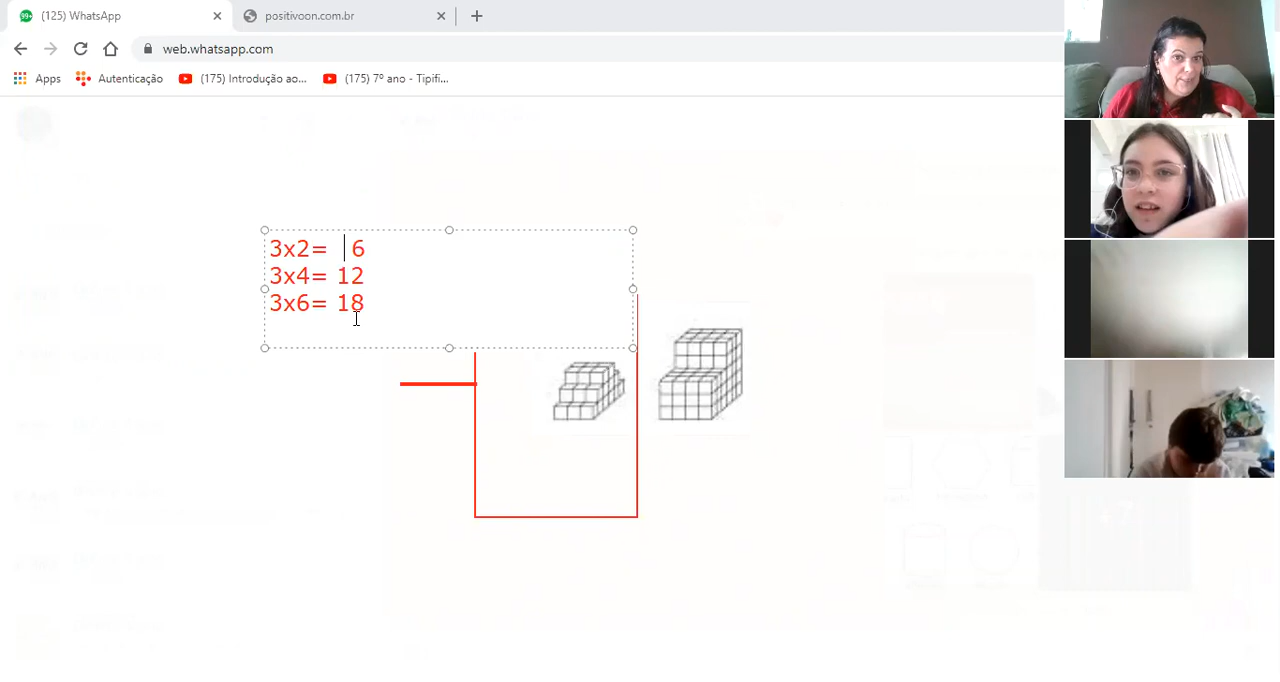 (125) WhatsApp
positivoon.com.br
web.whatsapp.com
Apps
Autenticação
(175) Introdução ao...
(175) 7º ano - Tipifi...
3x2= 6
3x4= 12
3x6= 18